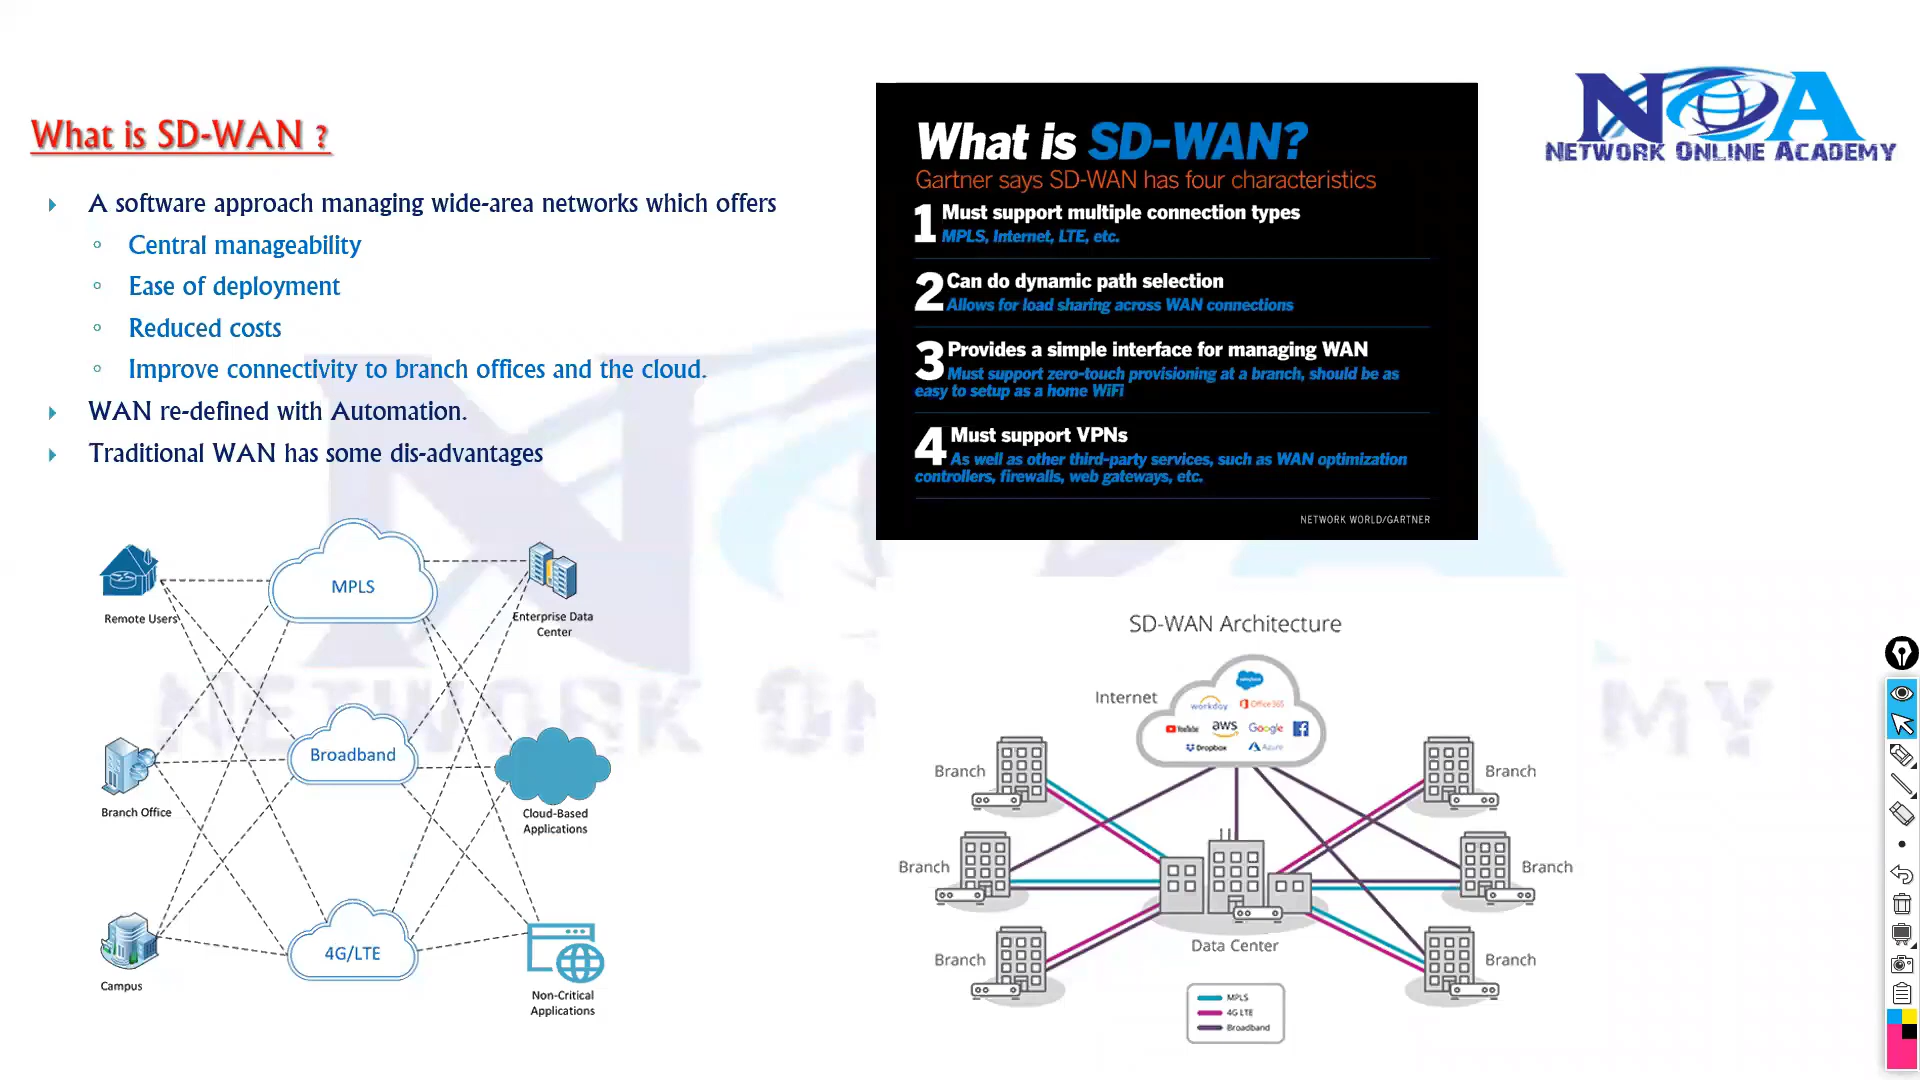 What is SD-WAN ?
A software approach managing wide-area networks which offers
Central manageability
Ease of deployment
Reduced costs
Improve connectivity to branch offices and the cloud.
WAN re-defined with Automation.
Traditional WAN has some dis-advantages
MPLS
Remote Users
Enterprise Data
Center
Broadband
Branch Office
Cloud-Based
Applications
4G/LTE
Campus
Non-Critical
Applications
What is SD-WAN?
Gartner says SD-WAN has four characteristics
1 Must support multiple connection types
MPLS, Internet, LTE, etc.
2 Can do dynamic path selection
Allows for load sharing across WAN connections
3 Provides a simple interface for managing WAN
Must support zero-touch provisioning at a branch, should be as
easy to setup as a home WiFi
4 Must support VPNs
As well as other third-party services, such as WAN optimization
controllers, firewalls, web gateways, etc.
NETWORK WORLD/GARTNER
NOA
NETWORK ONLINE ACADEMY
SD-WAN Architecture
Internet
salesforce
workday
Office 365
YouTube
aws
Google
Dropbox
Azure
Branch
Branch
Branch
Branch
Data Center
Branch
Branch
MPLS
4G LTE
Broadband